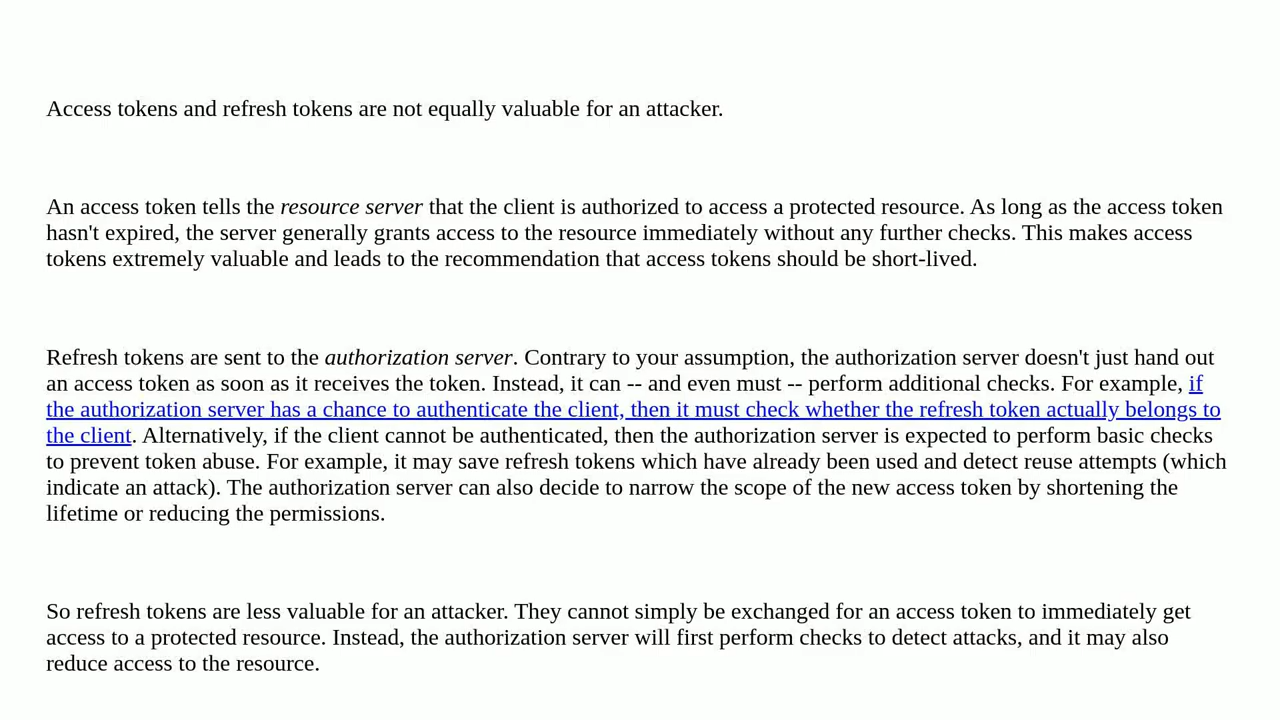 Access tokens and refresh tokens are not equally valuable for an attacker.
An access token tells the resource server that the client is authorized to access a protected resource. As long as the access token
hasn't expired, the server generally grants access to the resource immediately without any further checks. This makes access
tokens extremely valuable and leads to the recommendation that access tokens should be short-lived.
Refresh tokens are sent to the authorization server. Contrary to your assumption, the authorization server doesn't just hand out
an access token as soon as it receives the token. Instead, it can -- and even must -- perform additional checks. For example, if
the authorization server has a chance to authenticate the client, then it must check whether the refresh token actually belongs to
the client. Alternatively, if the client cannot be authenticated, then the authorization server is expected to perform basic checks
to prevent token abuse. For example, it may save refresh tokens which have already been used and detect reuse attempts (which
indicate an attack). The authorization server can also decide to narrow the scope of the new access token by shortening the
lifetime or reducing the permissions.
So refresh tokens are less valuable for an attacker. They cannot simply be exchanged for an access token to immediately get
access to a protected resource. Instead, the authorization server will first perform checks to detect attacks, and it may also
reduce access to the resource.